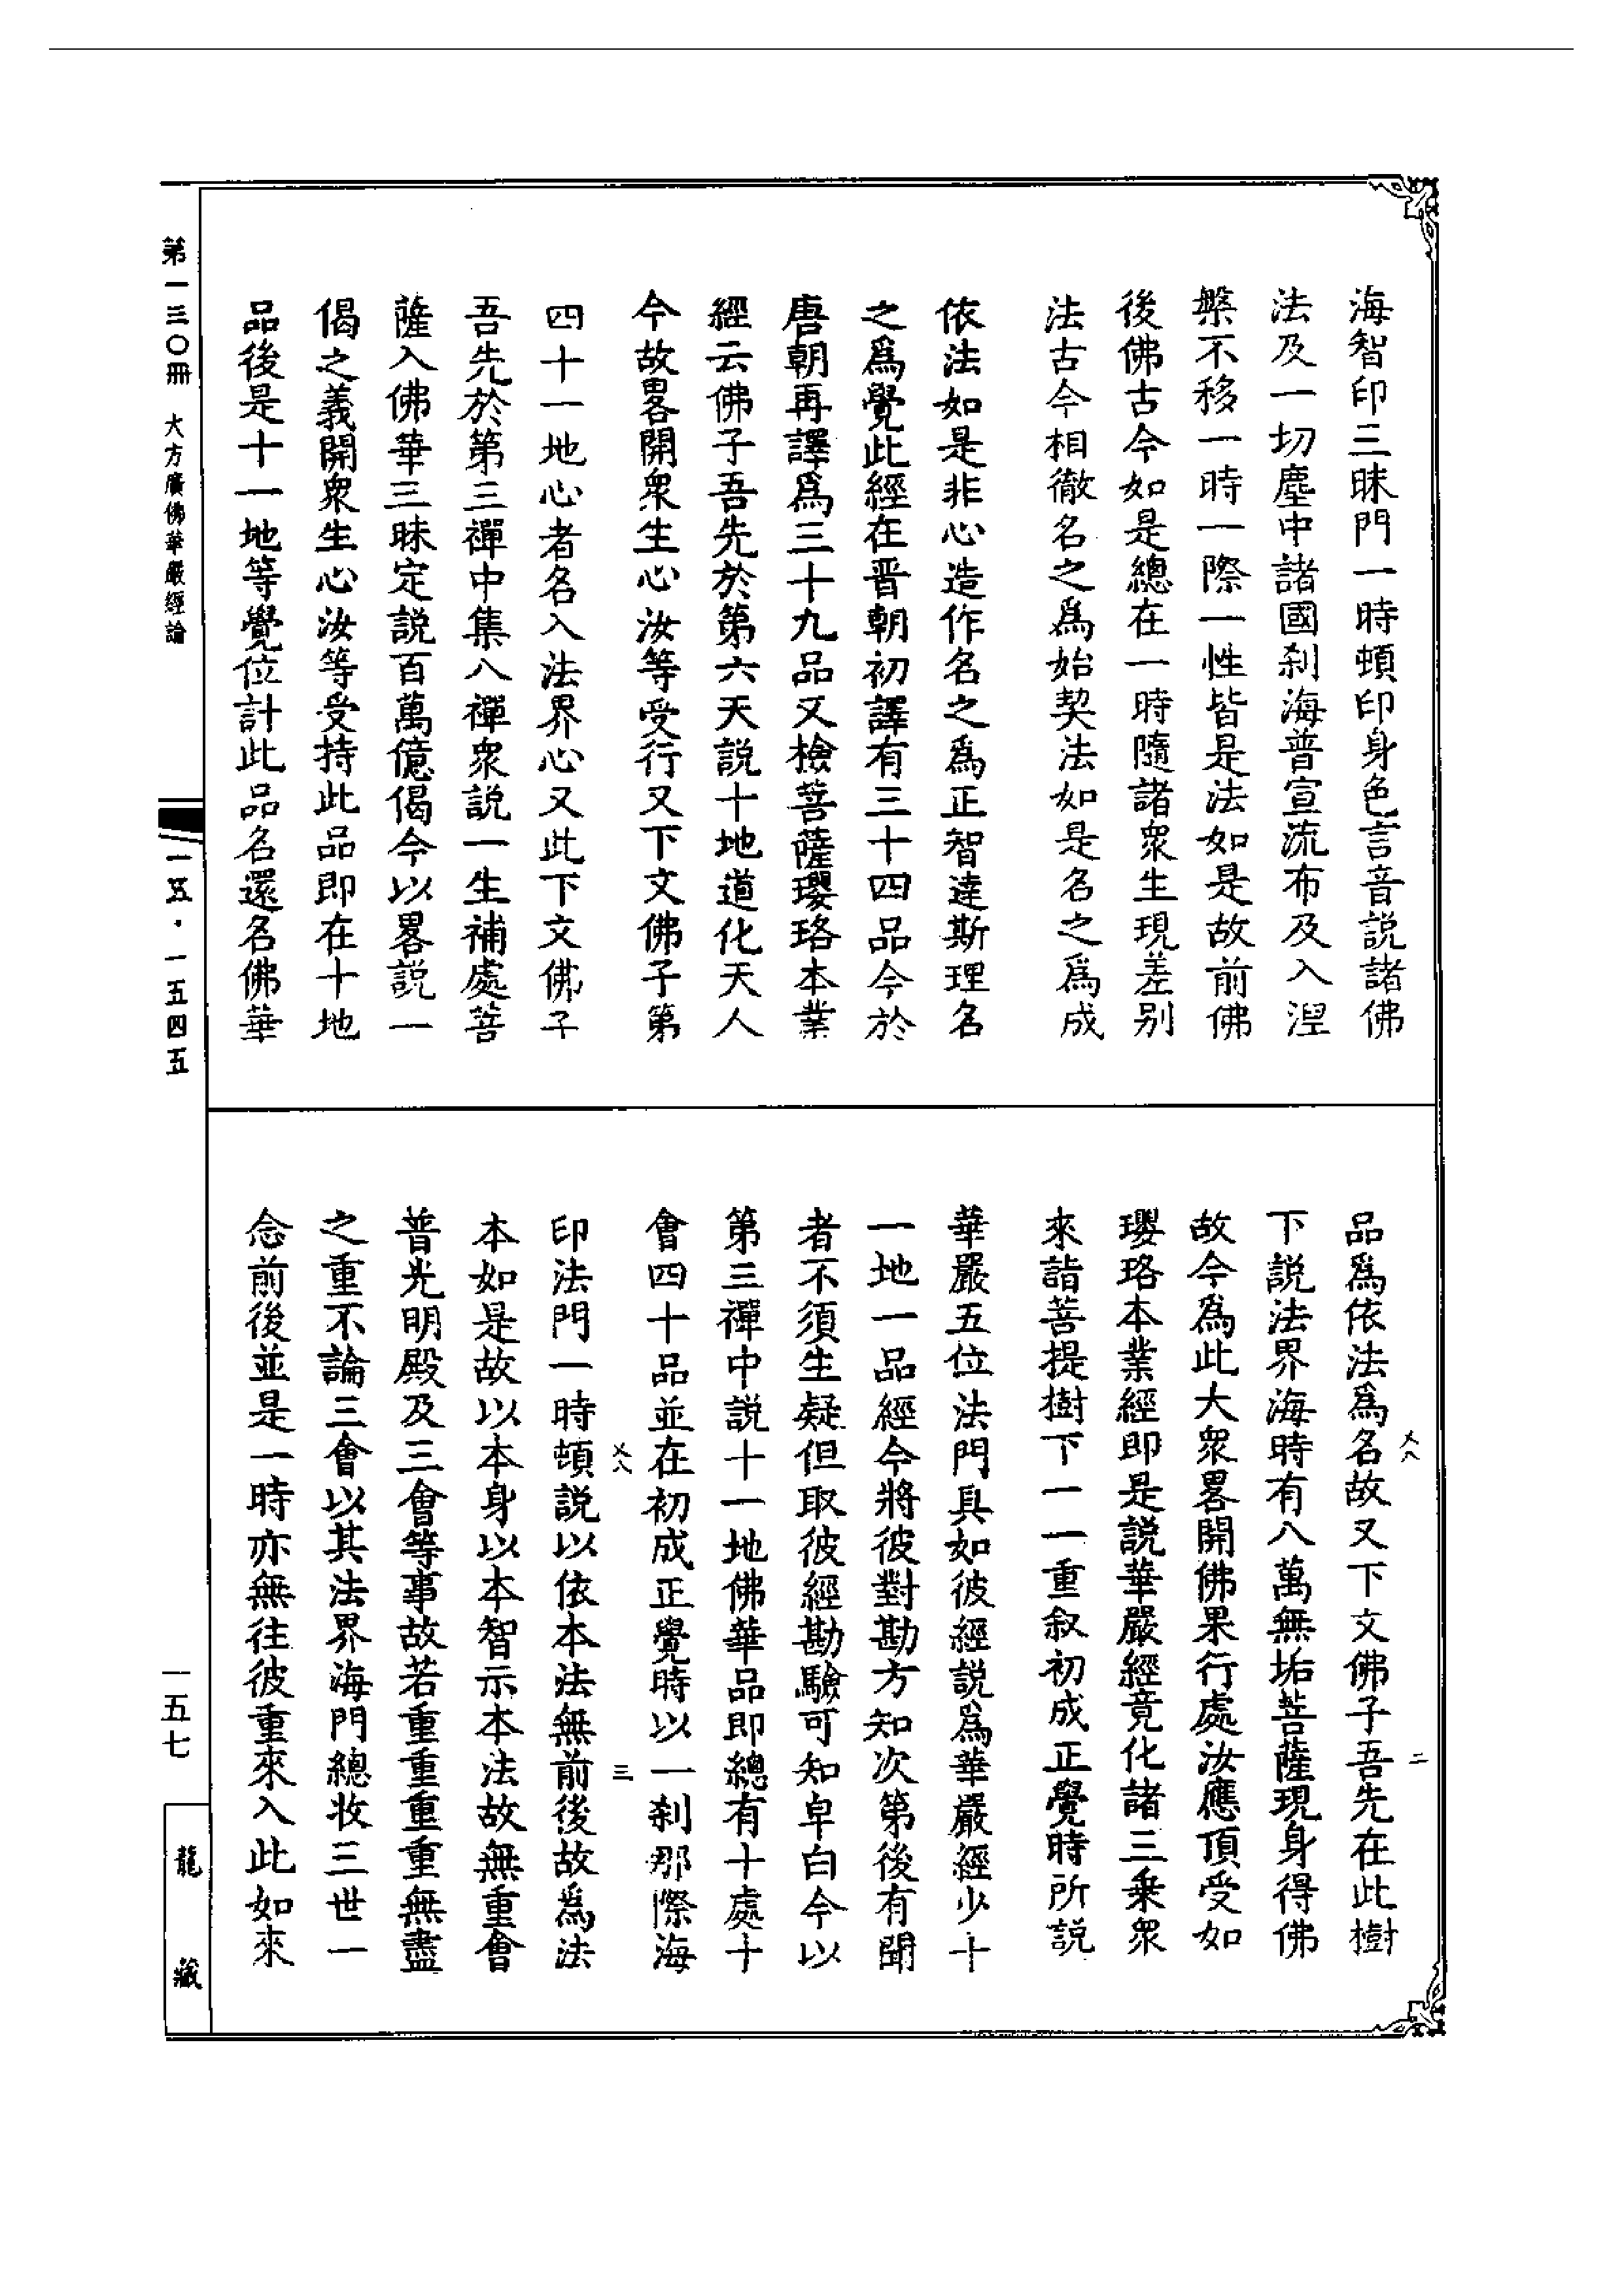 海智印三昧門一時頓印身色言音説諸佛
法及一切塵中諸國刹海普宣流布及入涅
槃不移一時一際一性皆是法如是故前佛
後佛古今如是總在一時隨諸衆生現差别
法古今相徹名之爲始契法如是名之爲成
依法如是非心造作名之爲正智達斯理名
之爲覺此經在晋朝初譯有三十四品今於
唐朝再譯爲三十九品又檢菩薩瓔珞本業
經云佛子吾先於第六天説十地道化天人
今故畧開衆生心汝等受行又下文佛子第
四十一地心者名入法界心又此下文佛子
吾先於第三禪中集八禪衆説一生補處菩
薩入佛華三昧定説百萬億偈今以畧説一
偈之義開衆生心汝等受持此品即在十地
品後是十一地等覺位計此品名還名佛華
品爲依法爲名故又下文佛子吾先在此樹
下説法界海時有八萬無垢菩薩現身得佛
故今爲此大衆畧開佛果行處汝應頂受如
瓔珞本業經即是説華嚴經竟化諸三乘衆
來詣菩提樹下一一重叙初成正覺時所説
華嚴五位法門具如彼經説爲華嚴經少十
一地一品經今將彼對勘方知次第後有聞
者不須生疑但取彼經勘驗可知皁白今以
第三禪中説十一地佛華品即總有十處十
會四十品並在初成正覺時以一刹那際海
印法門一時頓説以依本法無前後故爲法
本如是故以本身以本智示本法故無重會
普光明殿及三會等事故若重重重重無盡
之重不論三會以其法界海門總收三世一
念前後並是一時亦無往彼重來入此如來
第一三〇冊　大方廣佛華嚴經論
一五·一五四五
一五七
龍藏
二
三